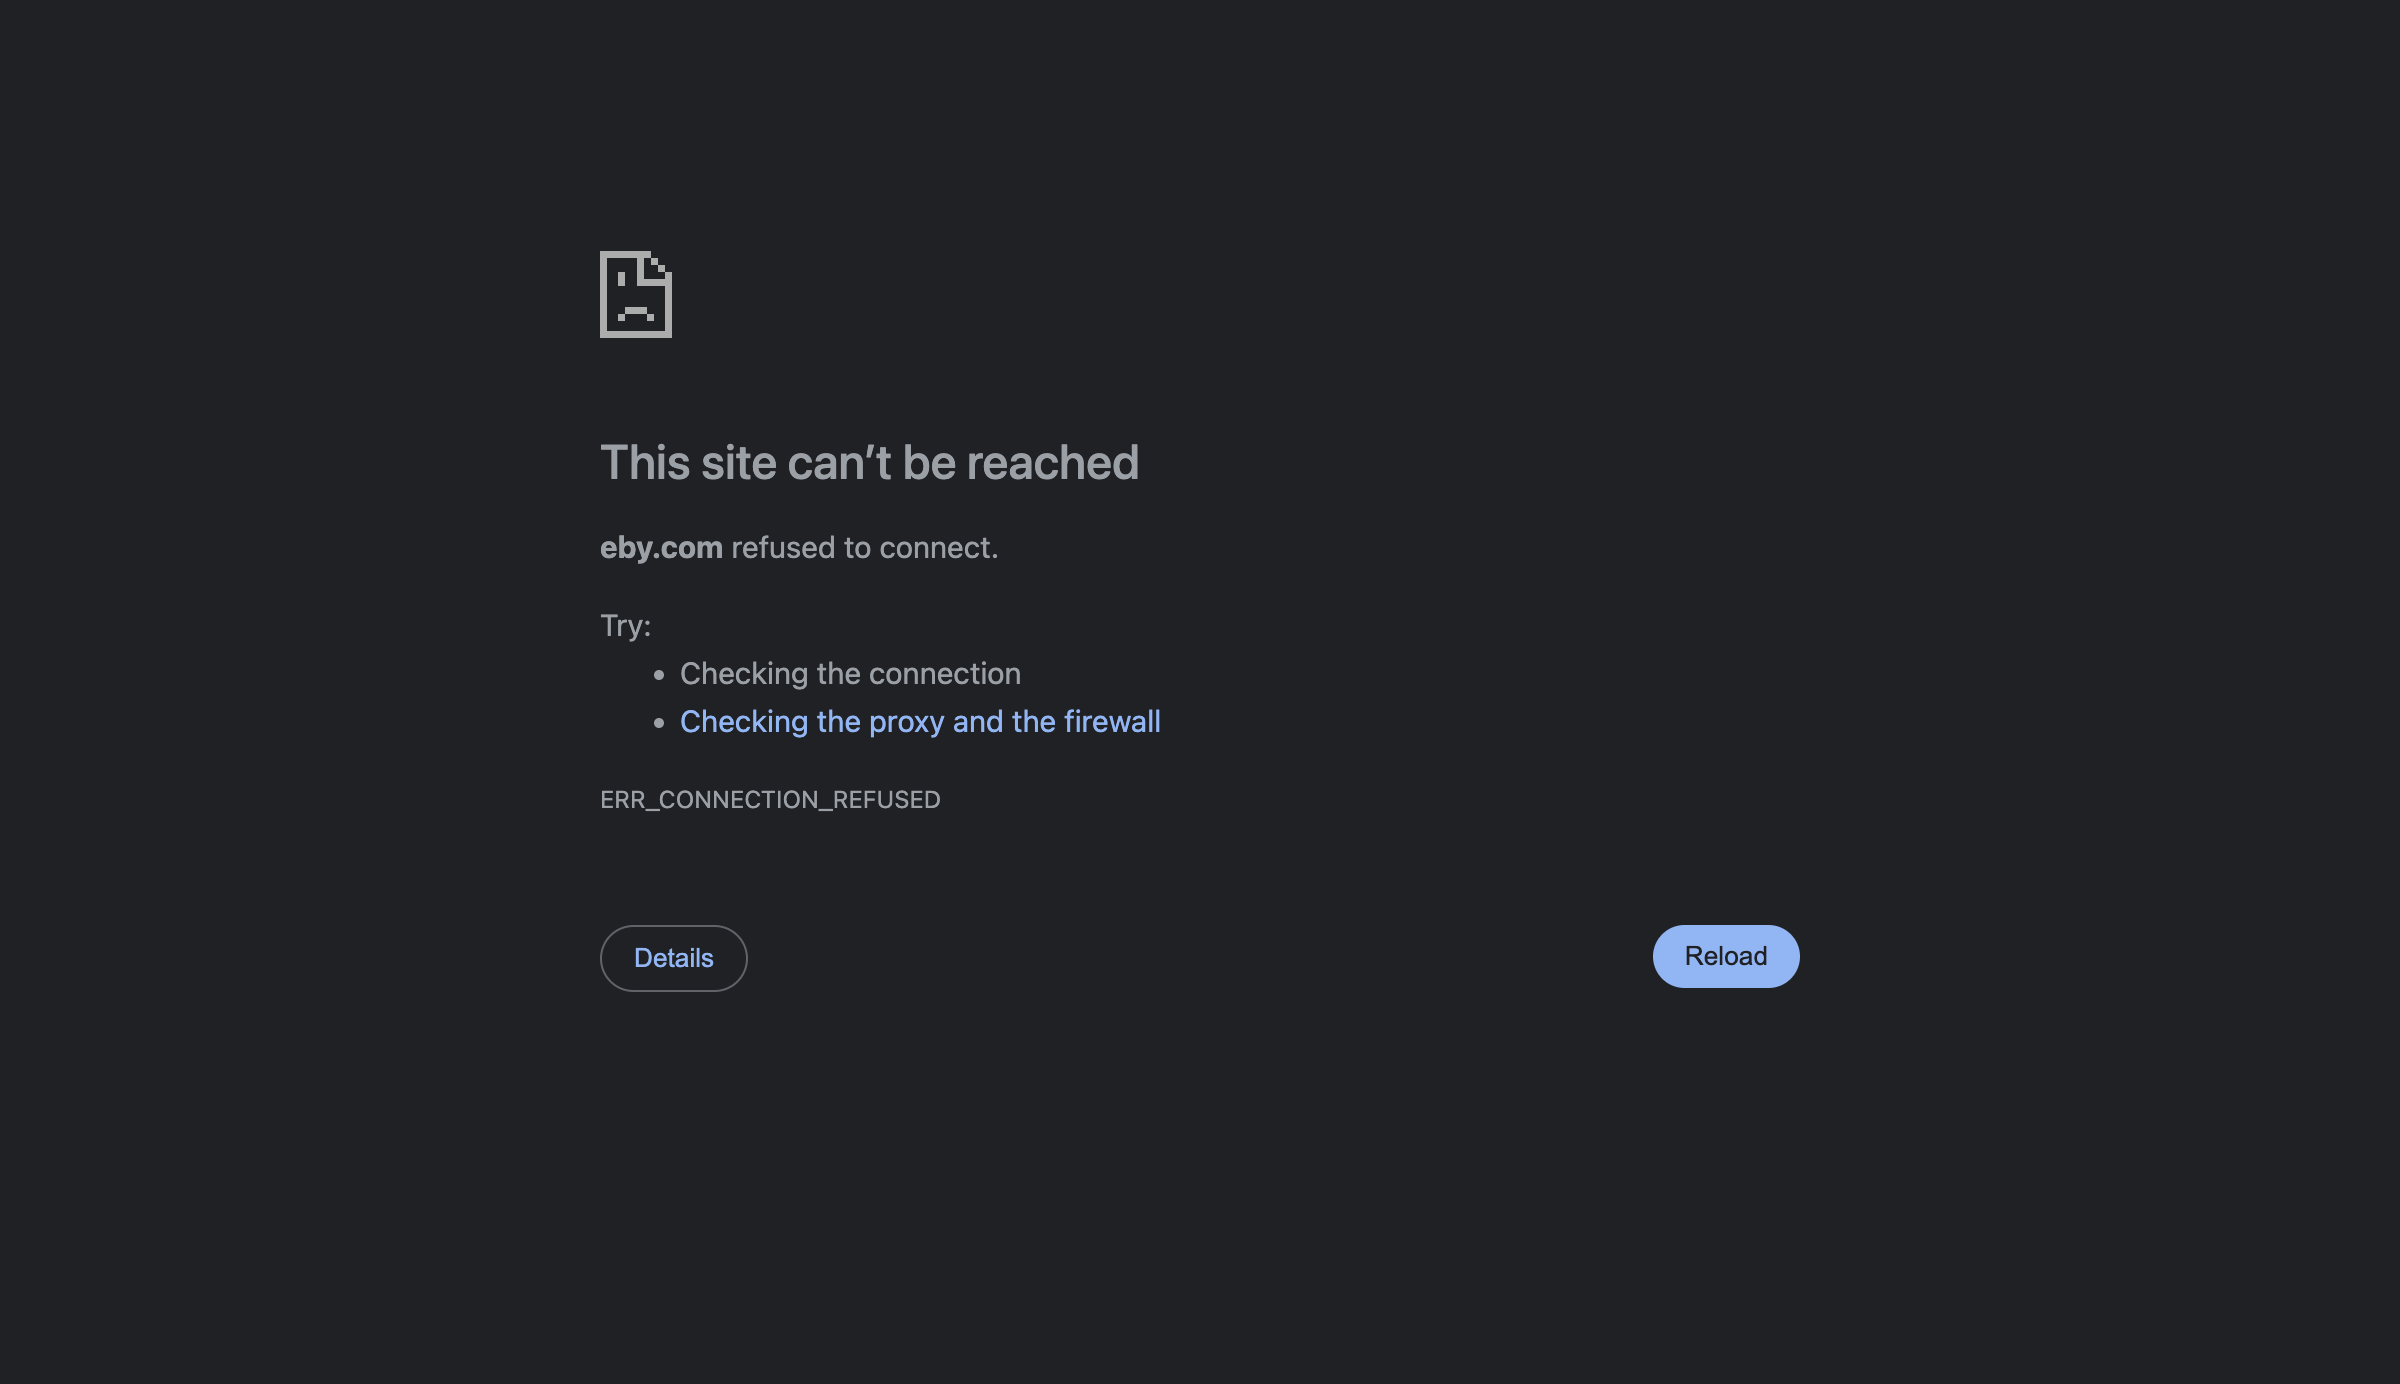 This site can’t be reached
eby.com refused to connect.
Try:
• Checking the connection
• Checking the proxy and the firewall
ERR_CONNECTION_REFUSED
Details
Reload